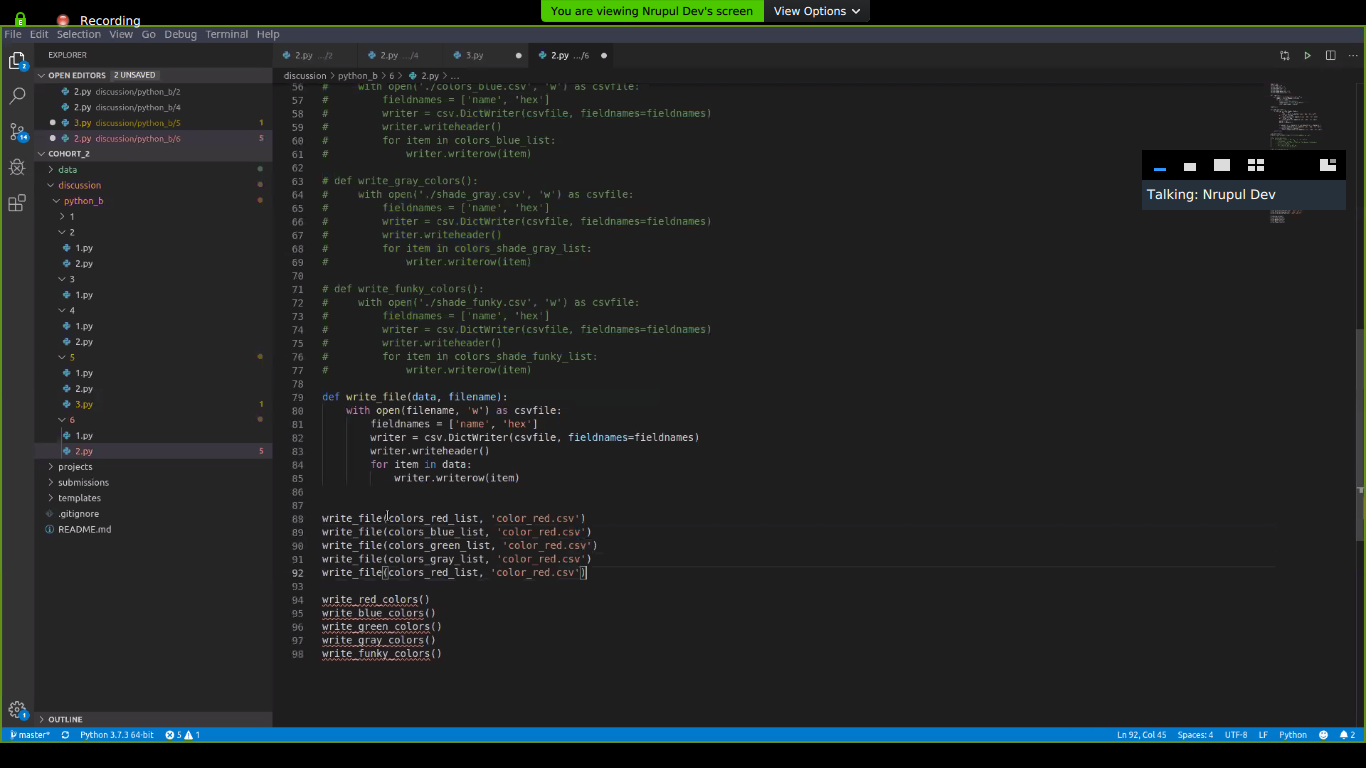 You are viewing Nrupul Dev's screen
View Options
Recording
File Edit Selection View Go Debug Terminal Help
EXPLORER
2.py .../2
2.py .../4
3.py
2.py .../6
OPEN EDITORS 2 UNSAVED
2.py discussion/python_b/2
2.py discussion/python_b/4
3.py discussion/python_b/5 1
2.py discussion/python_b/6 5
COHORT_2
data
discussion
python_b
1
2
1.py
2.py
3
1.py
4
1.py
2.py
5
1.py
2.py
3.py 1
6
1.py
2.py 5
projects
submissions
templates
.gitignore
README.md
OUTLINE
2
14
1
discussion > python_b > 6 > 2.py > ...
56 #     with open('./colors_blue.csv', 'w') as csvfile:
57 #         fieldnames = ['name', 'hex']
58 #         writer = csv.DictWriter(csvfile, fieldnames=fieldnames)
59 #         writer.writeheader()
60 #         for item in colors_blue_list:
61 #             writer.writerow(item)
62
63 # def write_gray_colors():
64 #     with open('./shade_gray.csv', 'w') as csvfile:
65 #         fieldnames = ['name', 'hex']
66 #         writer = csv.DictWriter(csvfile, fieldnames=fieldnames)
67 #         writer.writeheader()
68 #         for item in colors_shade_gray_list:
69 #             writer.writerow(item)
70
71 # def write_funky_colors():
72 #     with open('./shade_funky.csv', 'w') as csvfile:
73 #         fieldnames = ['name', 'hex']
74 #         writer = csv.DictWriter(csvfile, fieldnames=fieldnames)
75 #         writer.writeheader()
76 #         for item in colors_shade_funky_list:
77 #             writer.writerow(item)
78
79 def write_file(data, filename):
80     with open(filename, 'w') as csvfile:
81         fieldnames = ['name', 'hex']
82         writer = csv.DictWriter(csvfile, fieldnames=fieldnames)
83         writer.writeheader()
84         for item in data:
85             writer.writerow(item)
86
87
88 write_file(colors_red_list, 'color_red.csv')
89 write_file(colors_blue_list, 'color_red.csv')
90 write_file(colors_green_list, 'color_red.csv')
91 write_file(colors_gray_list, 'color_red.csv')
92 write_file(colors_red_list, 'color_red.csv')
93
94 write_red_colors()
95 write_blue_colors()
96 write_green_colors()
97 write_gray_colors()
98 write_funky_colors()
Talking: Nrupul Dev
master* Python 3.7.3 64-bit 5 1
Ln 92, Col 45 Spaces: 4 UTF-8 LF Python 2